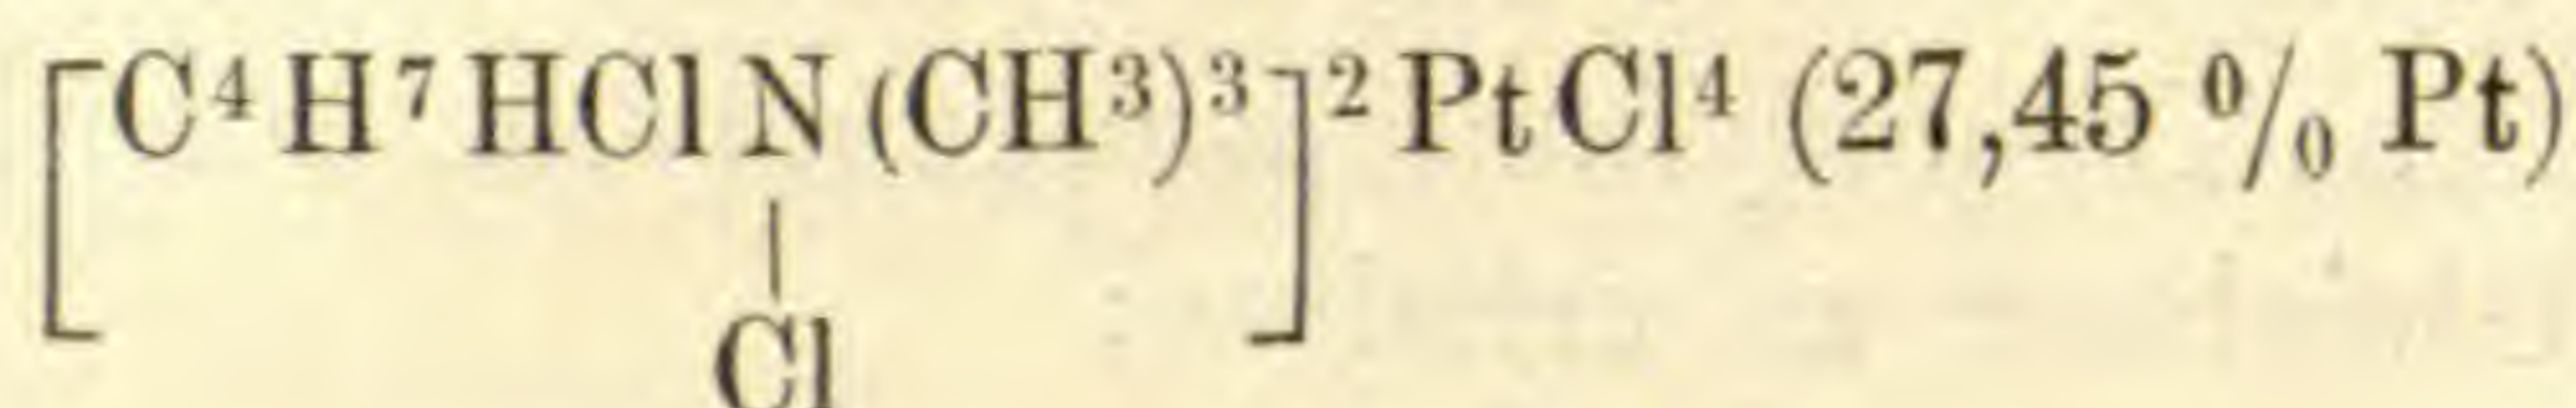 [C⁴H⁷HClN(CH³)³]²PtCl⁴ (27,45 % Pt)
|
Cl